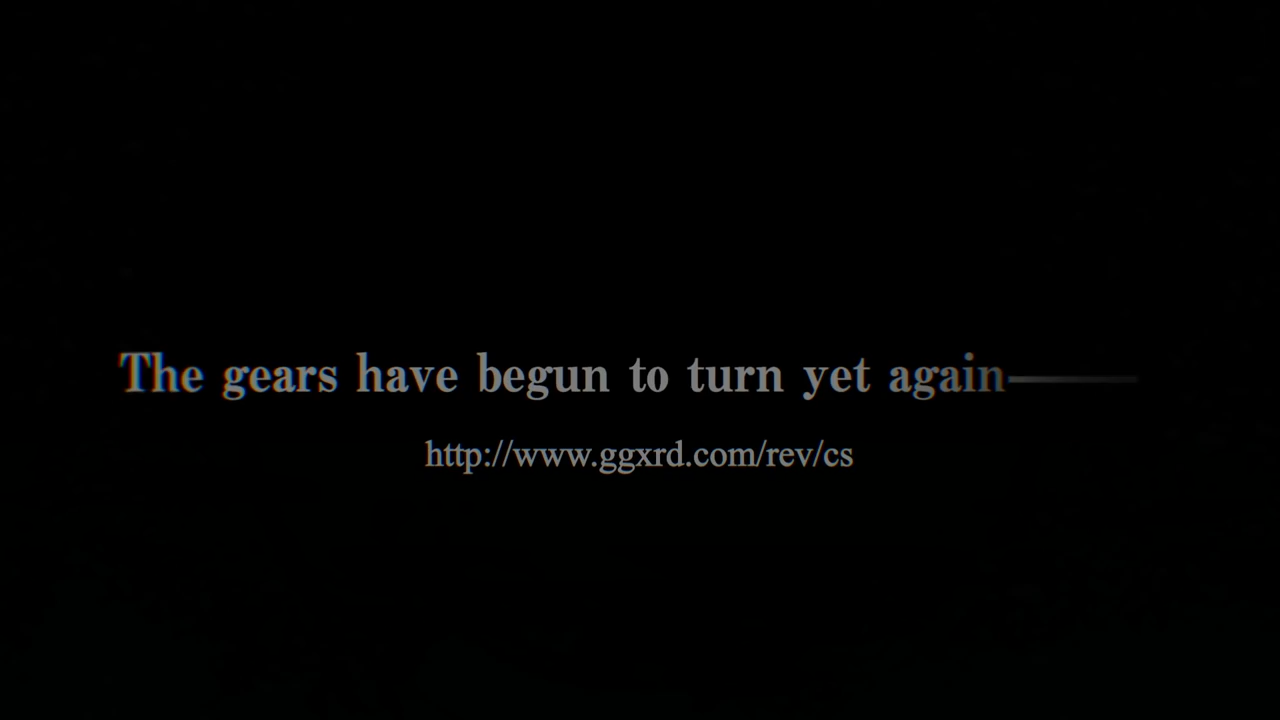 The gears have begun to turn yet again——
http://www.ggxrd.com/rev/cs